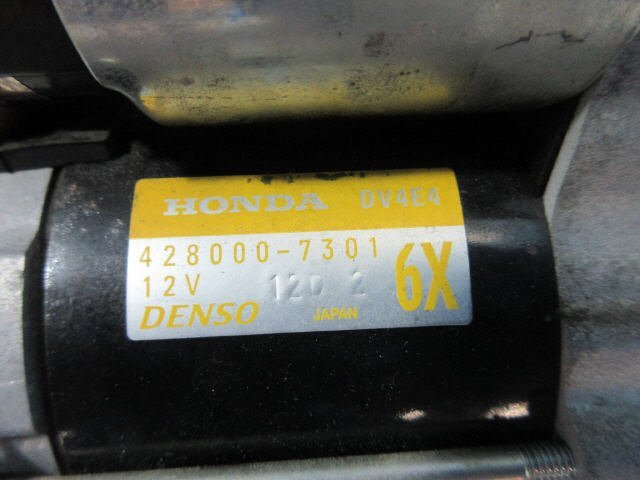 HONDA DV4E4
428000-7301
12V 12D 2 6X
DENSO JAPAN